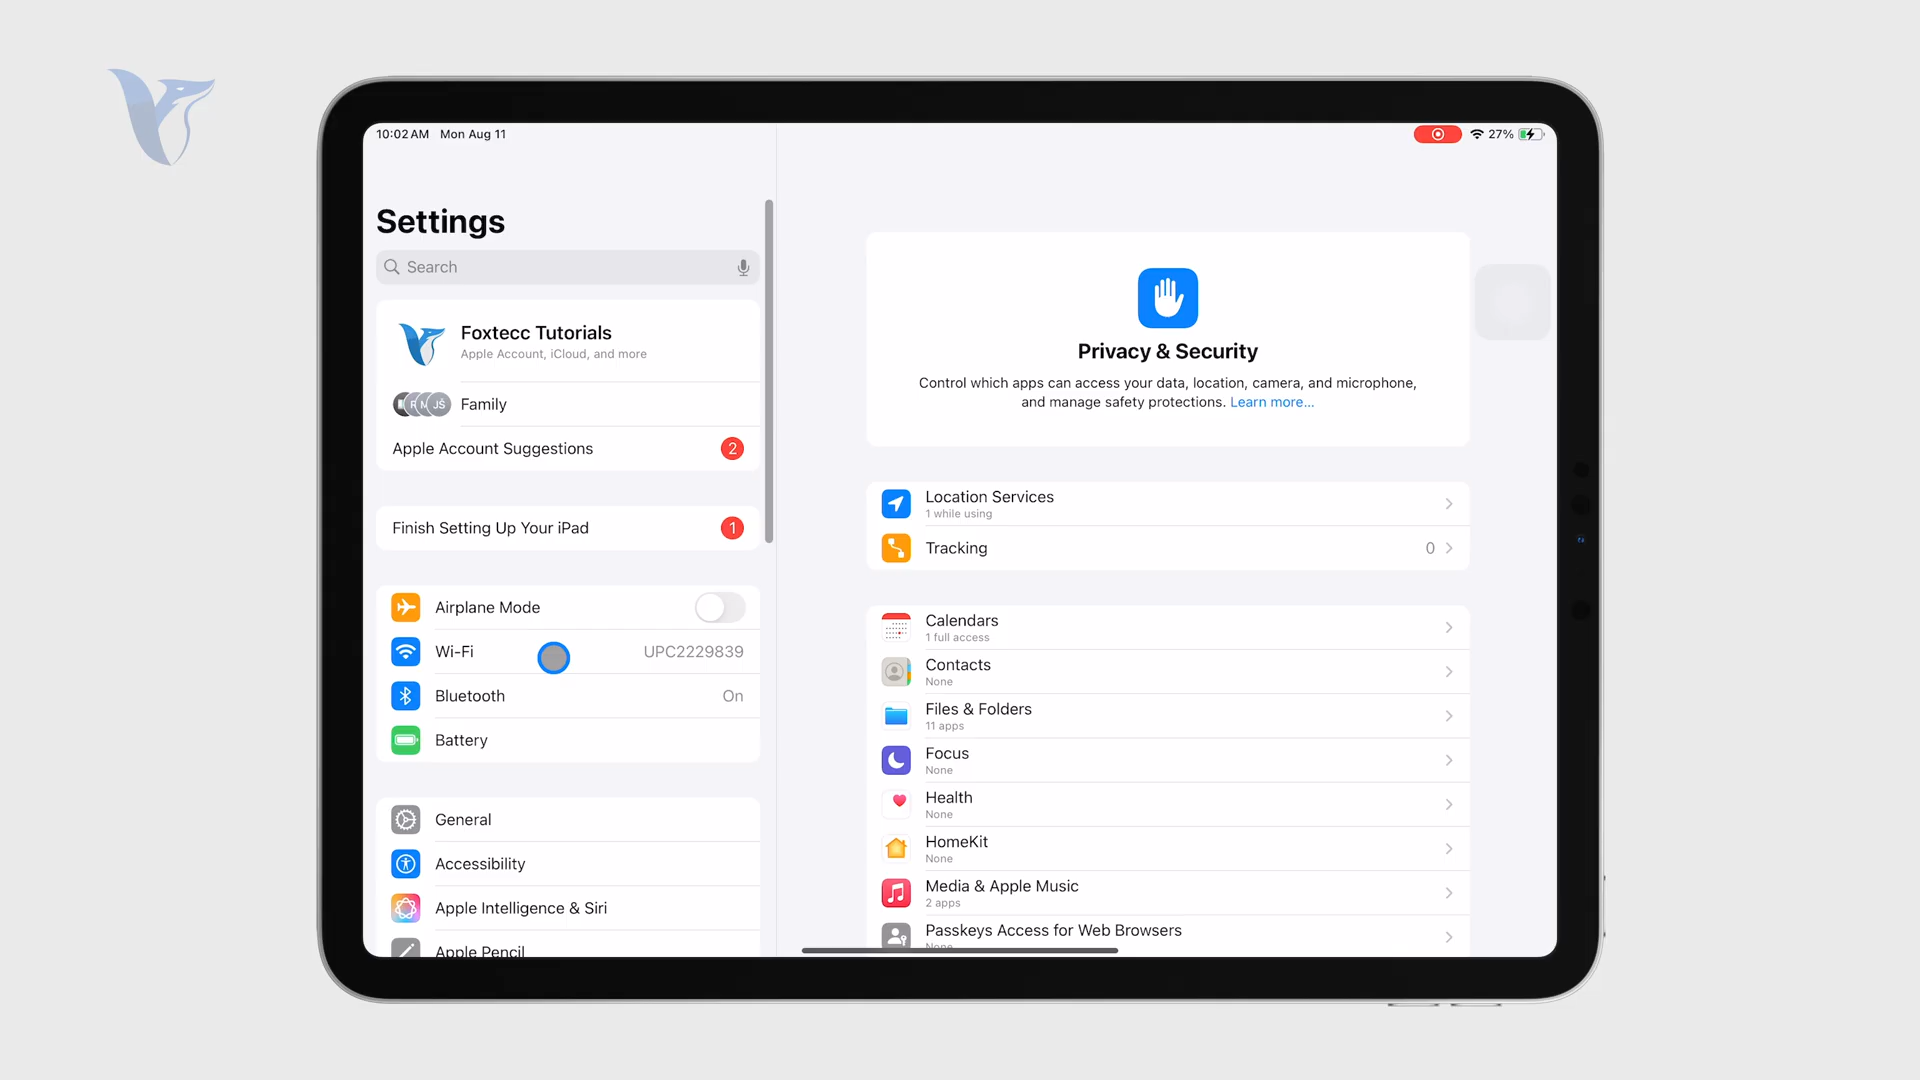 10:02 AM Mon Aug 11
27%
Settings
Search
Foxtecc Tutorials
Apple Account, iCloud, and more
R M JŠ
Family
Apple Account Suggestions 2
Finish Setting Up Your iPad 1
Airplane Mode
Wi-Fi UPC2229839
Bluetooth On
Battery
General
Accessibility
Apple Intelligence & Siri
Apple Pencil
Privacy & Security
Control which apps can access your data, location, camera, and microphone,
and manage safety protections. Learn more...
Location Services
1 while using
Tracking 0
Calendars
1 full access
Contacts
None
Files & Folders
11 apps
Focus
None
Health
None
HomeKit
None
Media & Apple Music
2 apps
Passkeys Access for Web Browsers
None